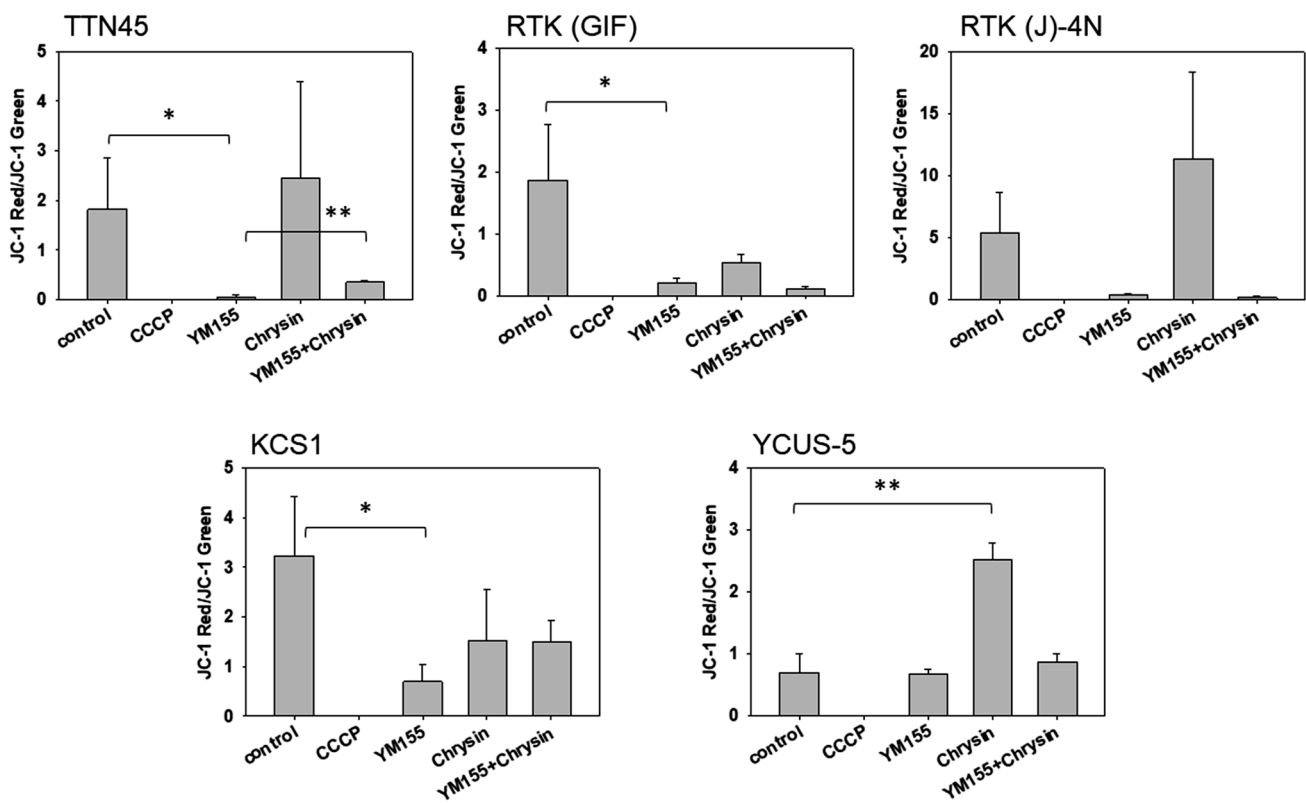 TTN45
JC-1 Red/JC-1 Green
5
4
3
2
1
0
*
**
control
CCCP
YM155
Chrysin
YM155+Chrysin
RTK (GIF)
JC-1 Red/JC-1 Green
4
3
2
1
0
*
control
CCCP
YM155
Chrysin
YM155+Chrysin
RTK (J)-4N
JC-1 Red/JC-1 Green
20
15
10
5
0
control
CCCP
YM155
Chrysin
YM155+Chrysin
KCS1
JC-1 Red/JC-1 Green
5
4
3
2
1
0
*
control
CCCP
YM155
Chrysin
YM155+Chrysin
YCUS-5
JC-1 Red/JC-1 Green
4
3
2
1
0
**
control
CCCP
YM155
Chrysin
YM155+Chrysin